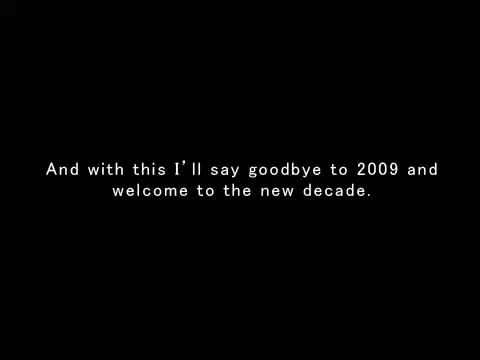 And with this I'll say goodbye to 2009 and
welcome to the new decade.